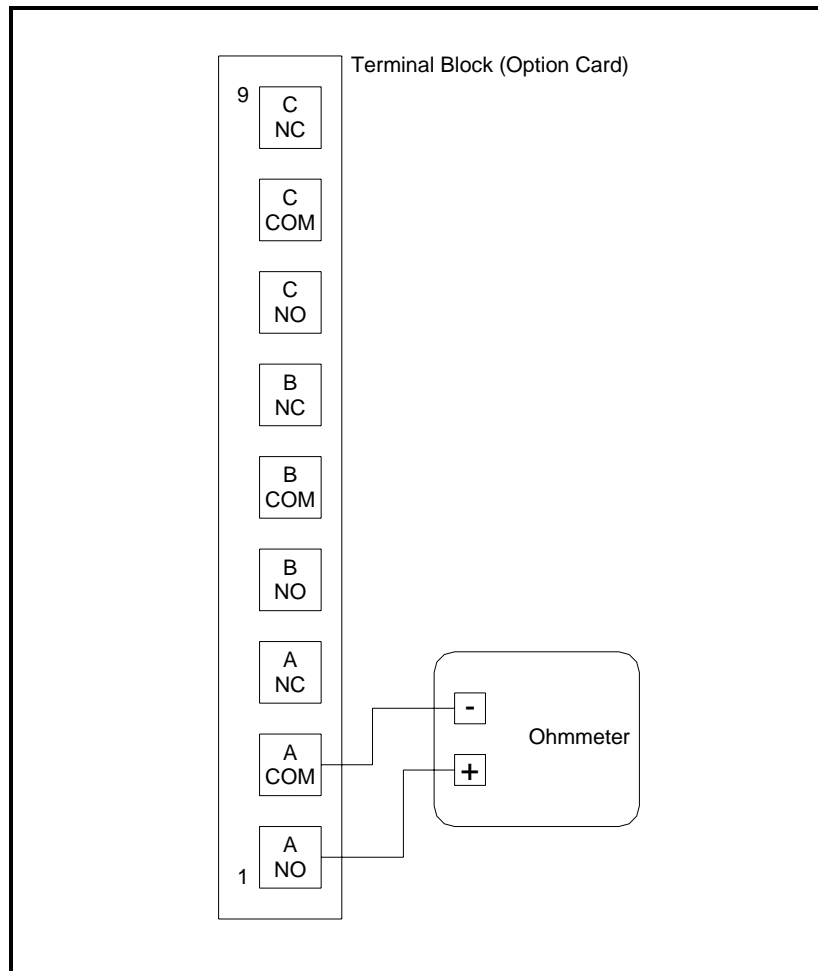 Terminal Block (Option Card)
9
C
NC
C
COM
C
NO
B
NC
B
COM
B
NO
A
NC
-
Ohmmeter
A
COM
+
A
NO
1